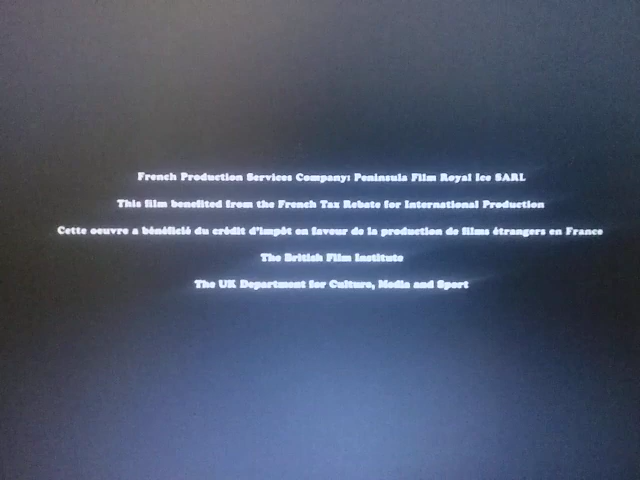 French Production Services Company: Peninsula Film Royal Ice SARL
This film benefited from the French Tax Rebate for International Production
Cette oeuvre a bénéficié du crédit d'impôt en faveur de la production de films étrangers en France
The British Film Institute
The UK Department for Culture, Media and Sport